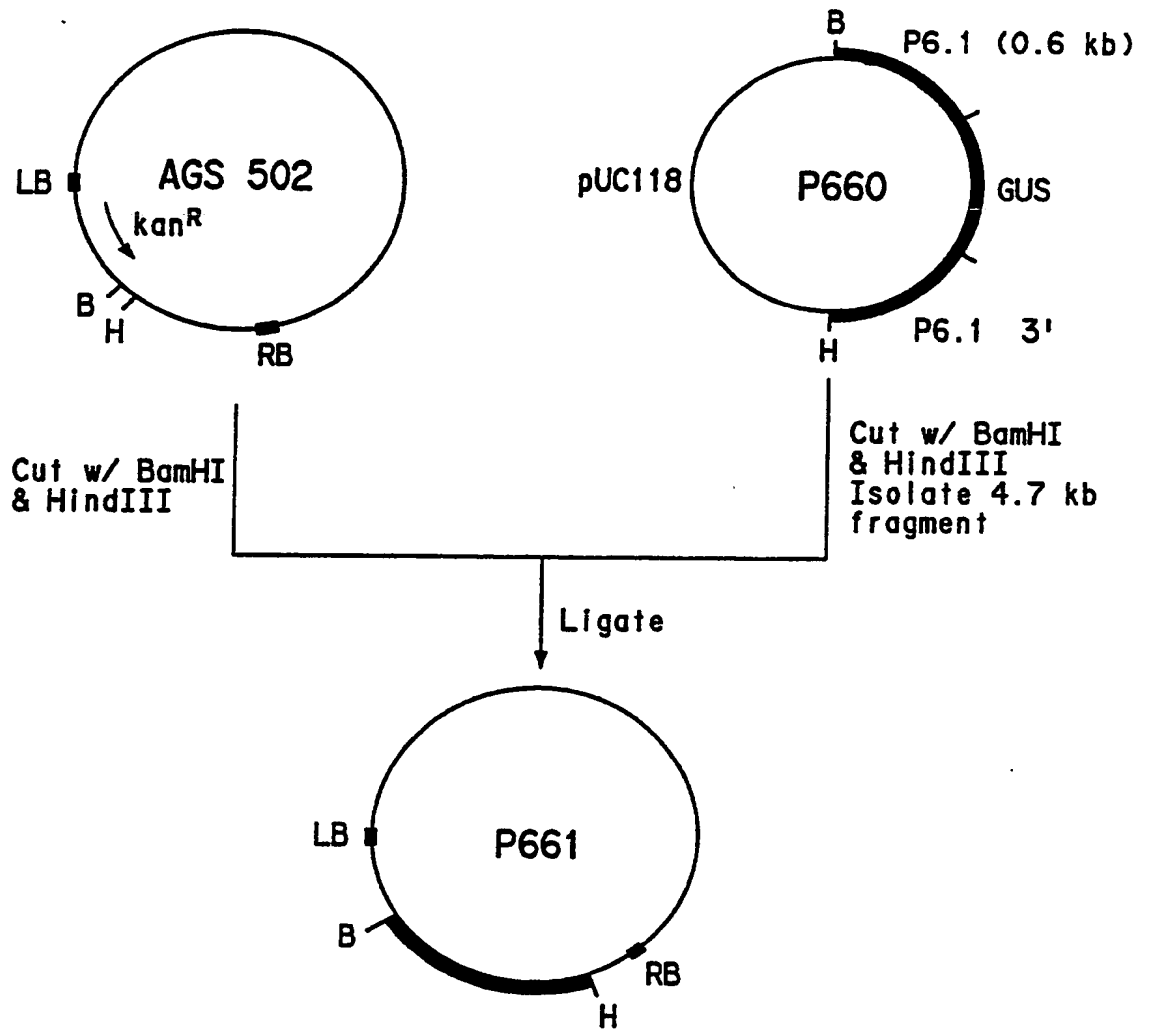 B
P6.1 (0.6 kb)
LB
AGS 502
kanR
pUC118
P660
GUS
B
H
RB
P6.1 3'
H
Cut w/ BamHI
& HindIII
Cut w/ BamHI
& HindIII
Isolate 4.7 kb
fragment
Ligate
LB
P661
B
RB
H